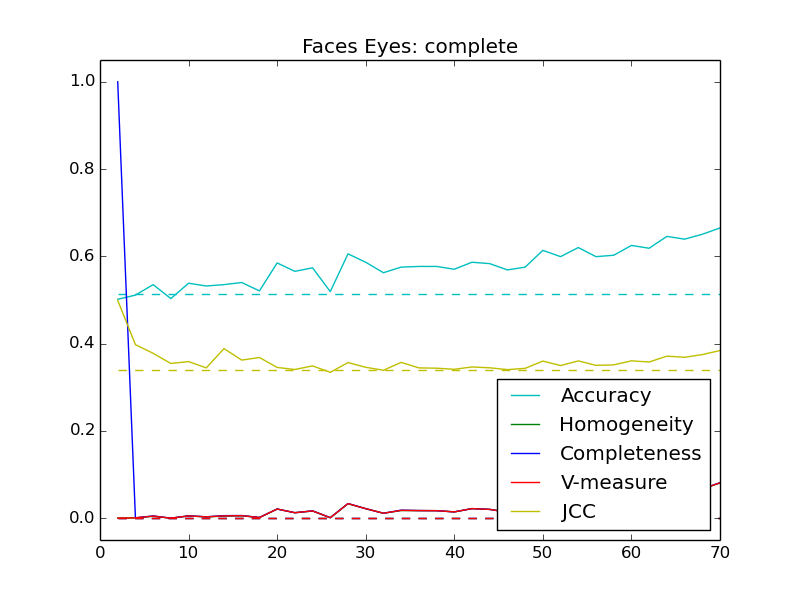 Faces Eyes: complete
1.0
0.8
0.6
0.4
0.2
0.0
Accuracy
Homogeneity
Completeness
V-measure
JCC
0 10 20 30 40 50 60 70